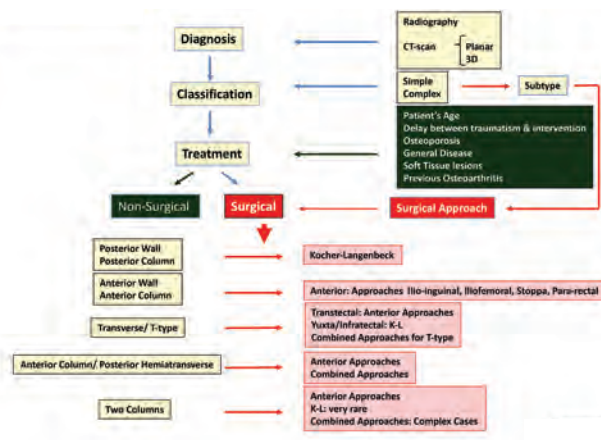 Radiography
CT-scan
Planar
3D
Diagnosis
Simple
Complex
Subtype
Classification
Patient's Age
Delay between traumatism & intervention
Osteoporosis
General Disease
Soft Tissue lesions
Previous Osteoarthritis
Treatment
Non-Surgical
Surgical
Surgical Approach
Posterior Wall
Posterior Column
Kocher-Langenbeck
Anterior Wall
Anterior Column
Anterior: Approaches Ilio-inguinal, Iliofemoral, Stoppa, Para-rectal
Transverse/ T-type
Transtectal: Anterior Approaches
Yuxta/Infratectal: K-L
Combined Approaches for T-type
Anterior Column/ Posterior Hemiatransverse
Anterior Approaches
Combined Approaches
Two Columns
Anterior Approaches
K-L: very rare
Combined Approaches: Complex Cases